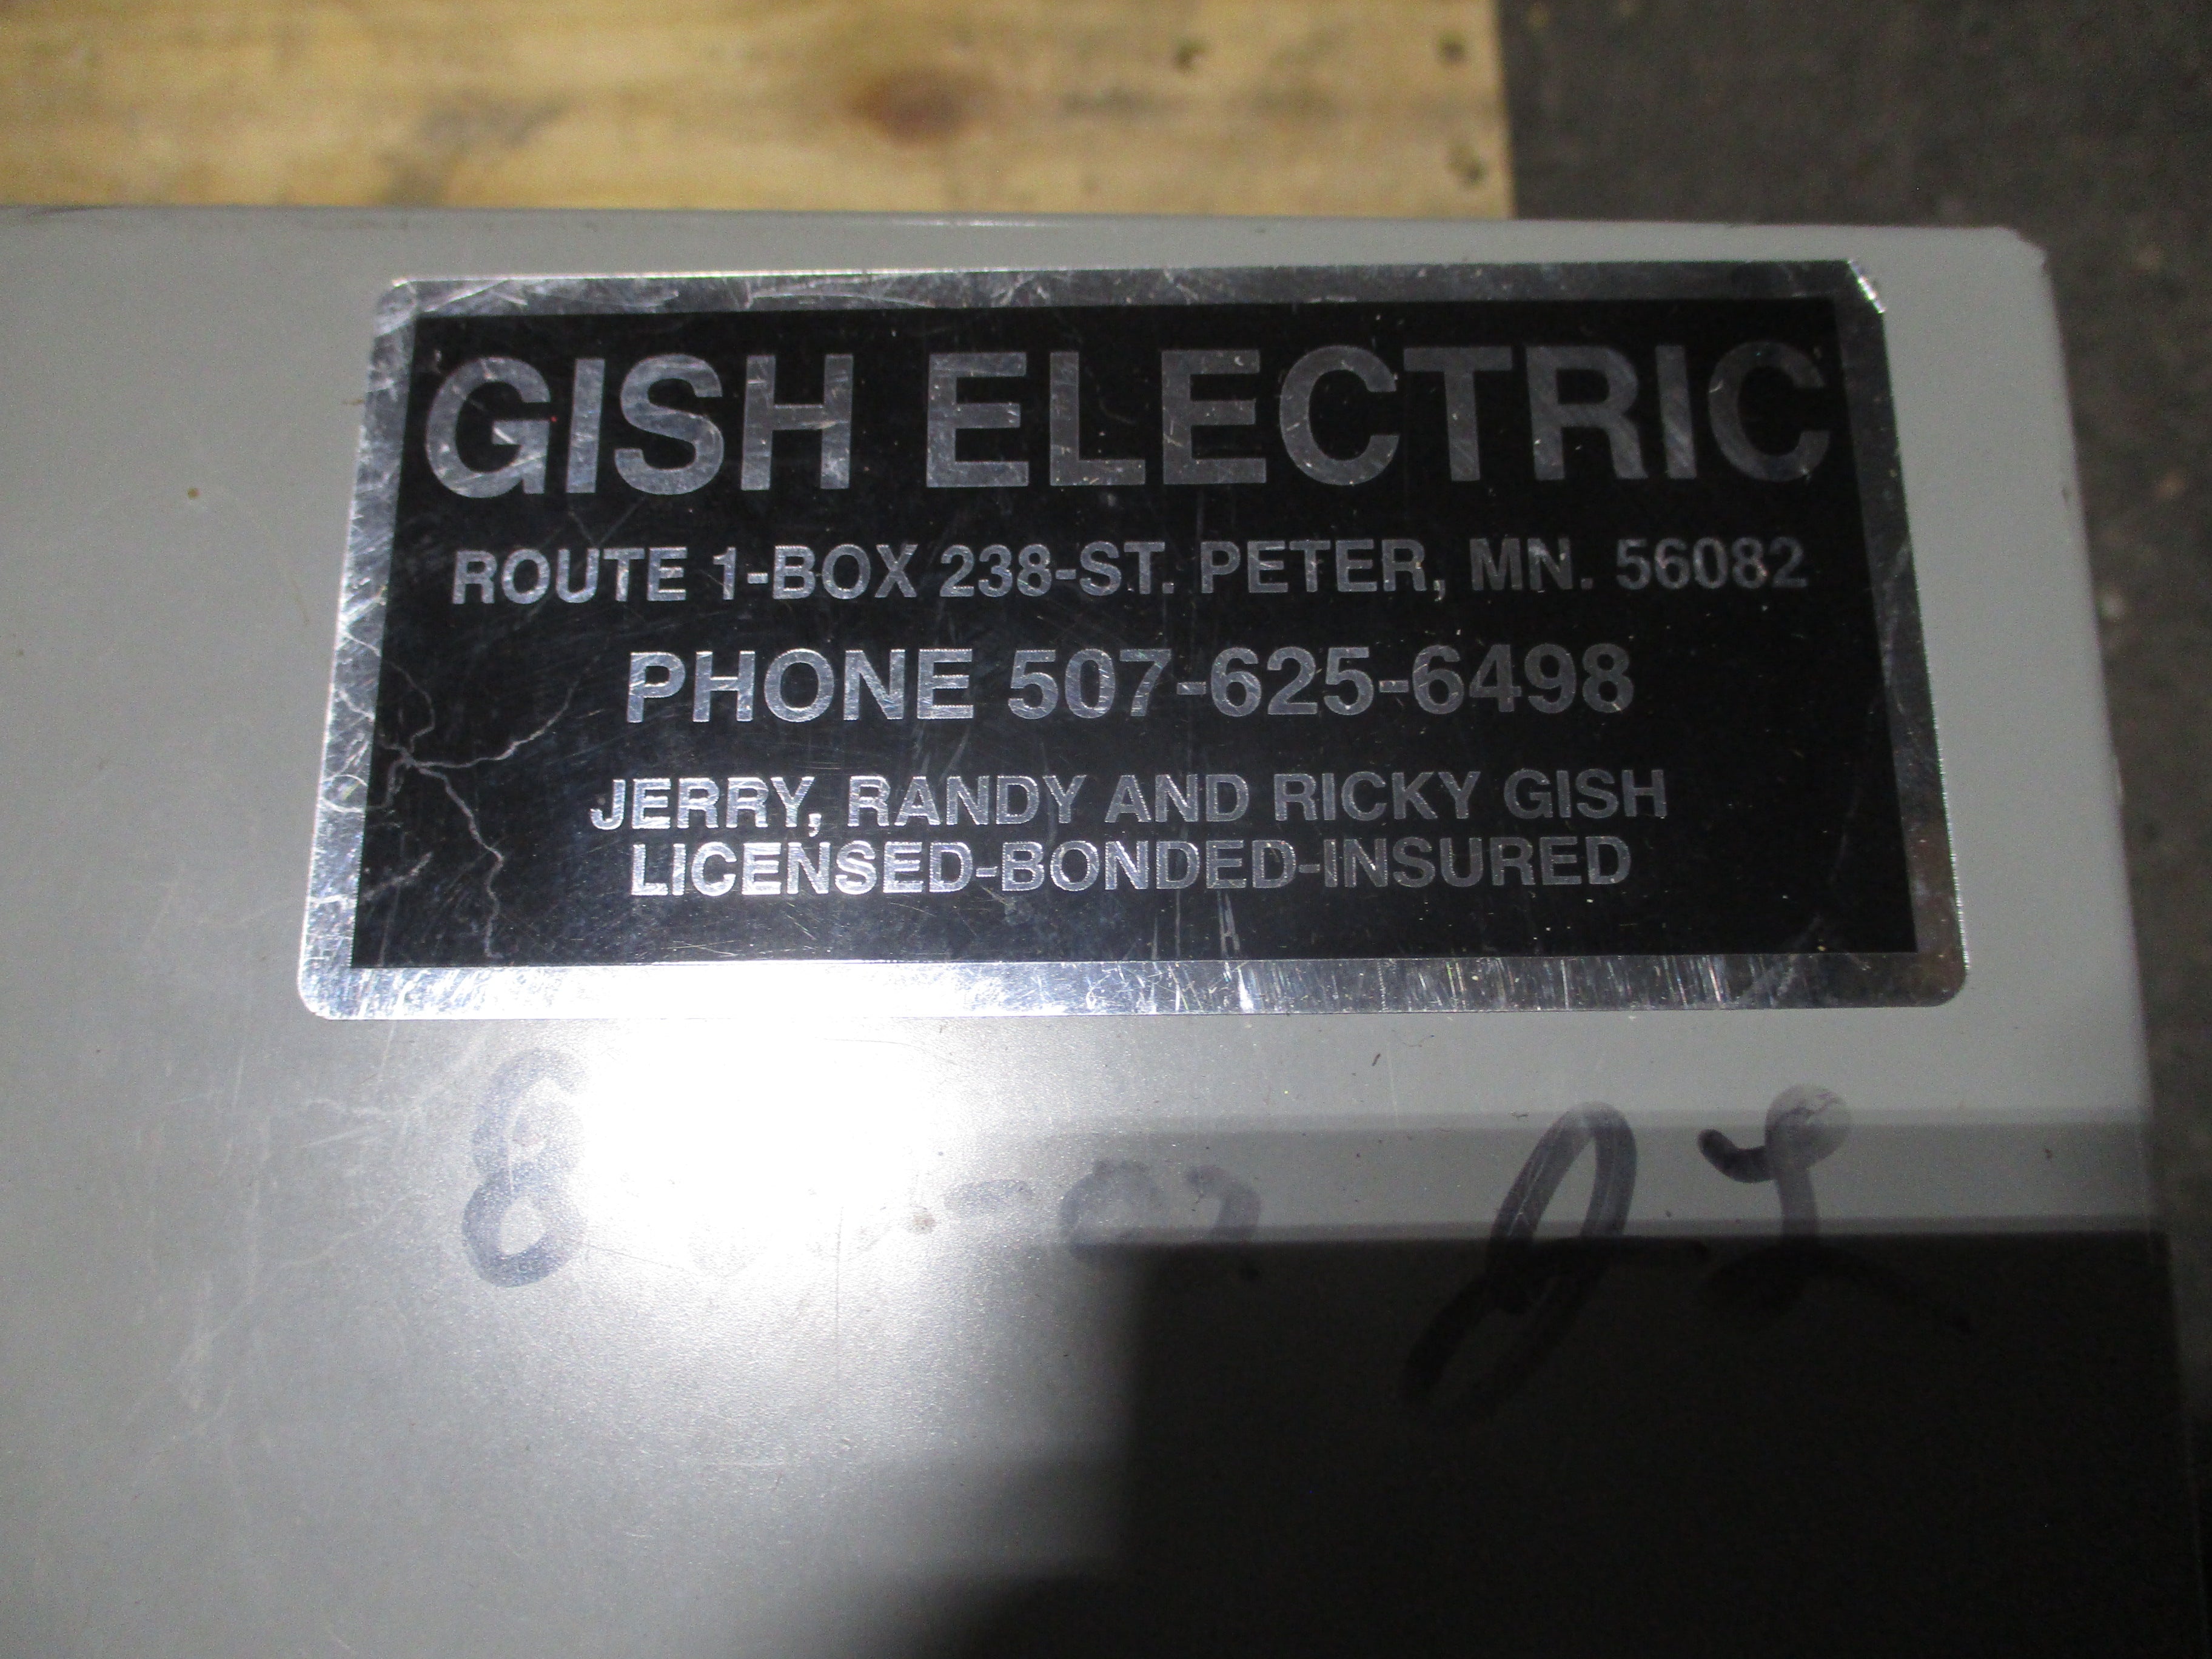 GISH ELECTRIC
ROUTE 1-BOX 238-ST. PETER, MN. 56082
PHONE 507-625-6498
JERRY, RANDY AND RICKY GISH
LICENSED-BONDED-INSURED